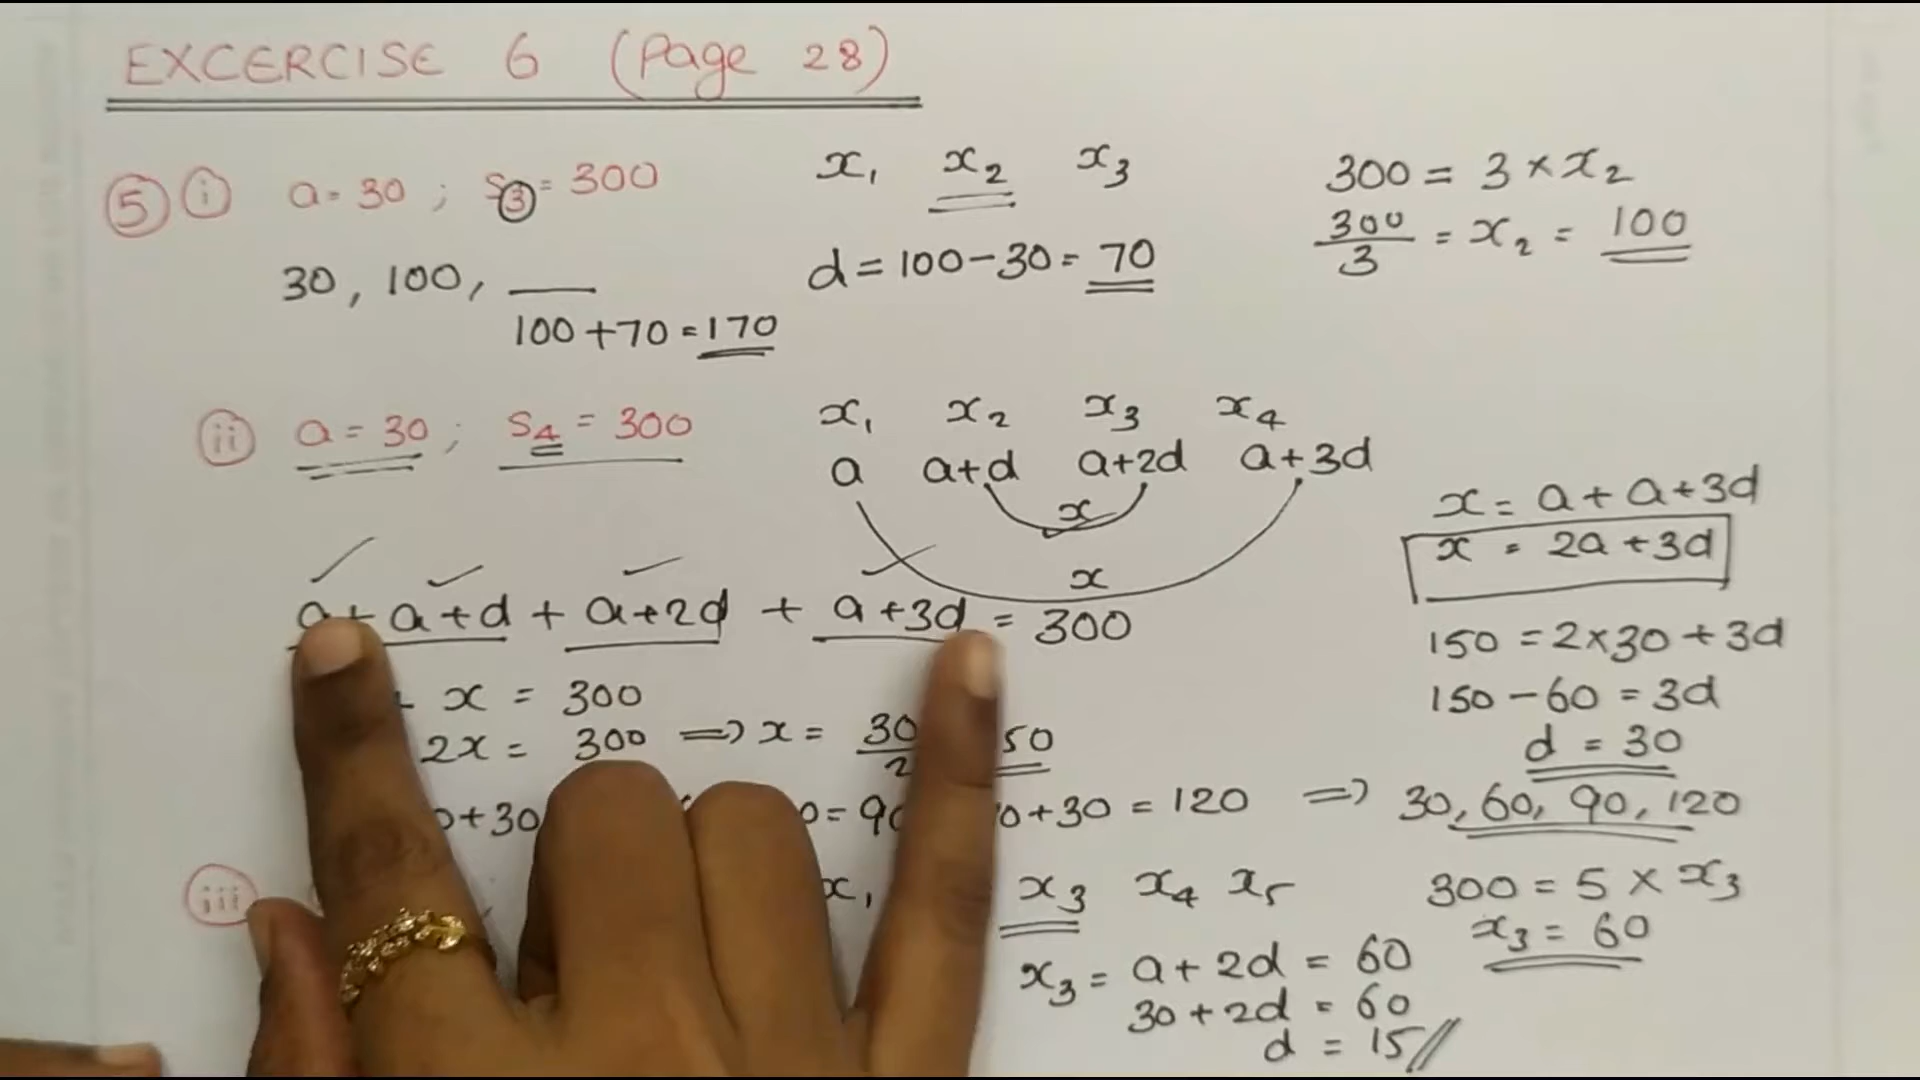 EXCERCISE 6 (Page 28)
5 i a = 30 ; S3 = 300
x1 x2 x3
300 = 3 × x2
300/3 = x2 = 100
30, 100, ___
d = 100 - 30 = 70
100 + 70 = 170
ii a = 30 ; S4 = 300
x1 x2 x3 x4
a a+d a+2d a+3d
x
x
x = a + a + 3d
x = 2a + 3d
a + a + d + a + 2d + a + 3d = 300
150 = 2×30 + 3d
150 - 60 = 3d
d = 30
x = 300
2x = 300 ⇒ x = 50
+30 = 90 +30 = 120 ⇒ 30, 60, 90, 120
iii
x1 x3 x4 x5
300 = 5 × x3
x3 = 60
x3 = a + 2d = 60
30 + 2d = 60
d = 15//